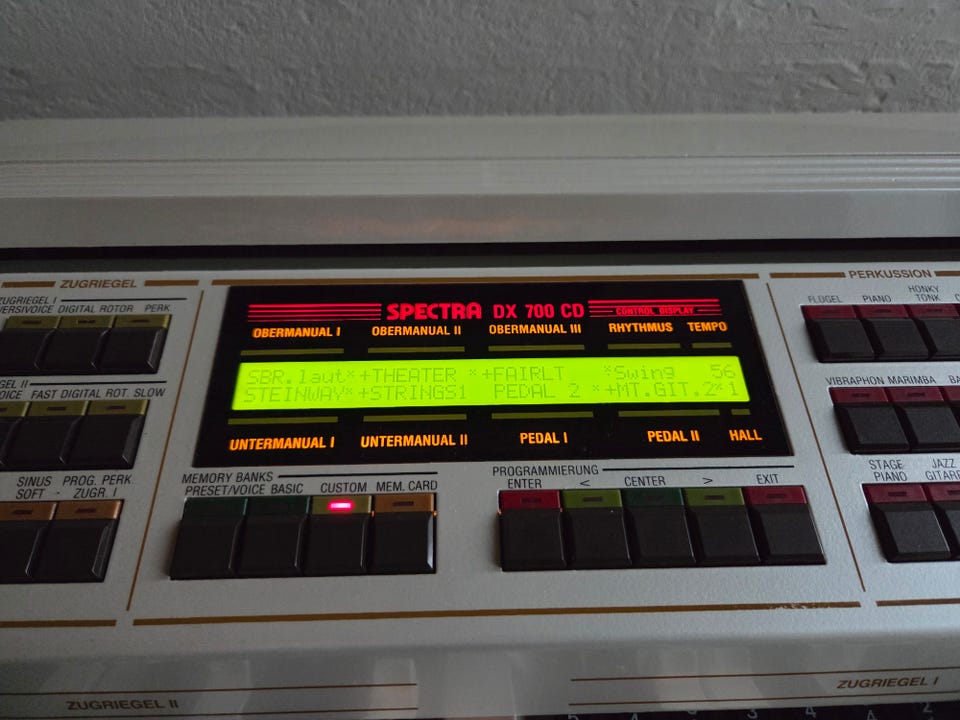 ZUGRIEGEL
ZUGRIEGEL I
DIGITAL ROTOR PERK
FAST DIGITAL ROT. SLOW
SINUS PROG. PERK
SOFT - ZUGR. I
SPECTRA DX 700 CD
CONTROL DISPLAY
OBERMANUAL I OBERMANUAL II OBERMANUAL III RHYTHMUS TEMPO
SBR.laut*+THEATER *+FAIRLT *Swing 56
STEINWAY*+STRINGS1 PEDAL 2 *+MT.GIT.2*1
UNTERMANUAL I UNTERMANUAL II PEDAL I PEDAL II HALL
MEMORY BANKS
PRESET/VOICE BASIC CUSTOM MEM. CARD
PROGRAMMIERUNG
ENTER < CENTER > EXIT
PERKUSSION
FLÜGEL PIANO HONKY TONK
VIBRAPHON MARIMBA
STAGE PIANO JAZZ
ZUGRIEGEL II
ZUGRIEGEL I